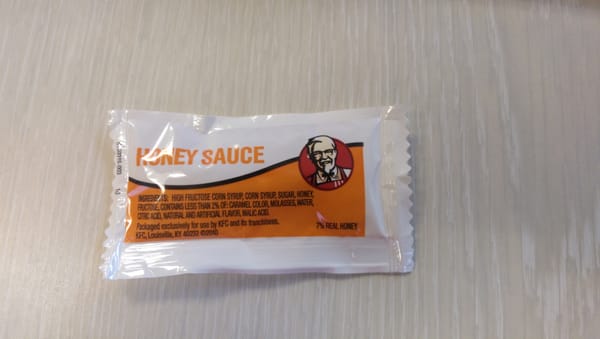 HONEY SAUCE
INGREDIENTS: HIGH FRUCTOSE CORN SYRUP, CORN SYRUP, SUGAR, HONEY,
FRUCTOSE, CONTAINS LESS THAN 2% OF: CARAMEL COLOR, MOLASSES, WATER,
CITRIC ACID, NATURAL AND ARTIFICIAL FLAVOR, MALIC ACID.
Packaged exclusively for use by KFC and its franchisees.
KFC, Louisville, KY 40293
7% REAL HONEY